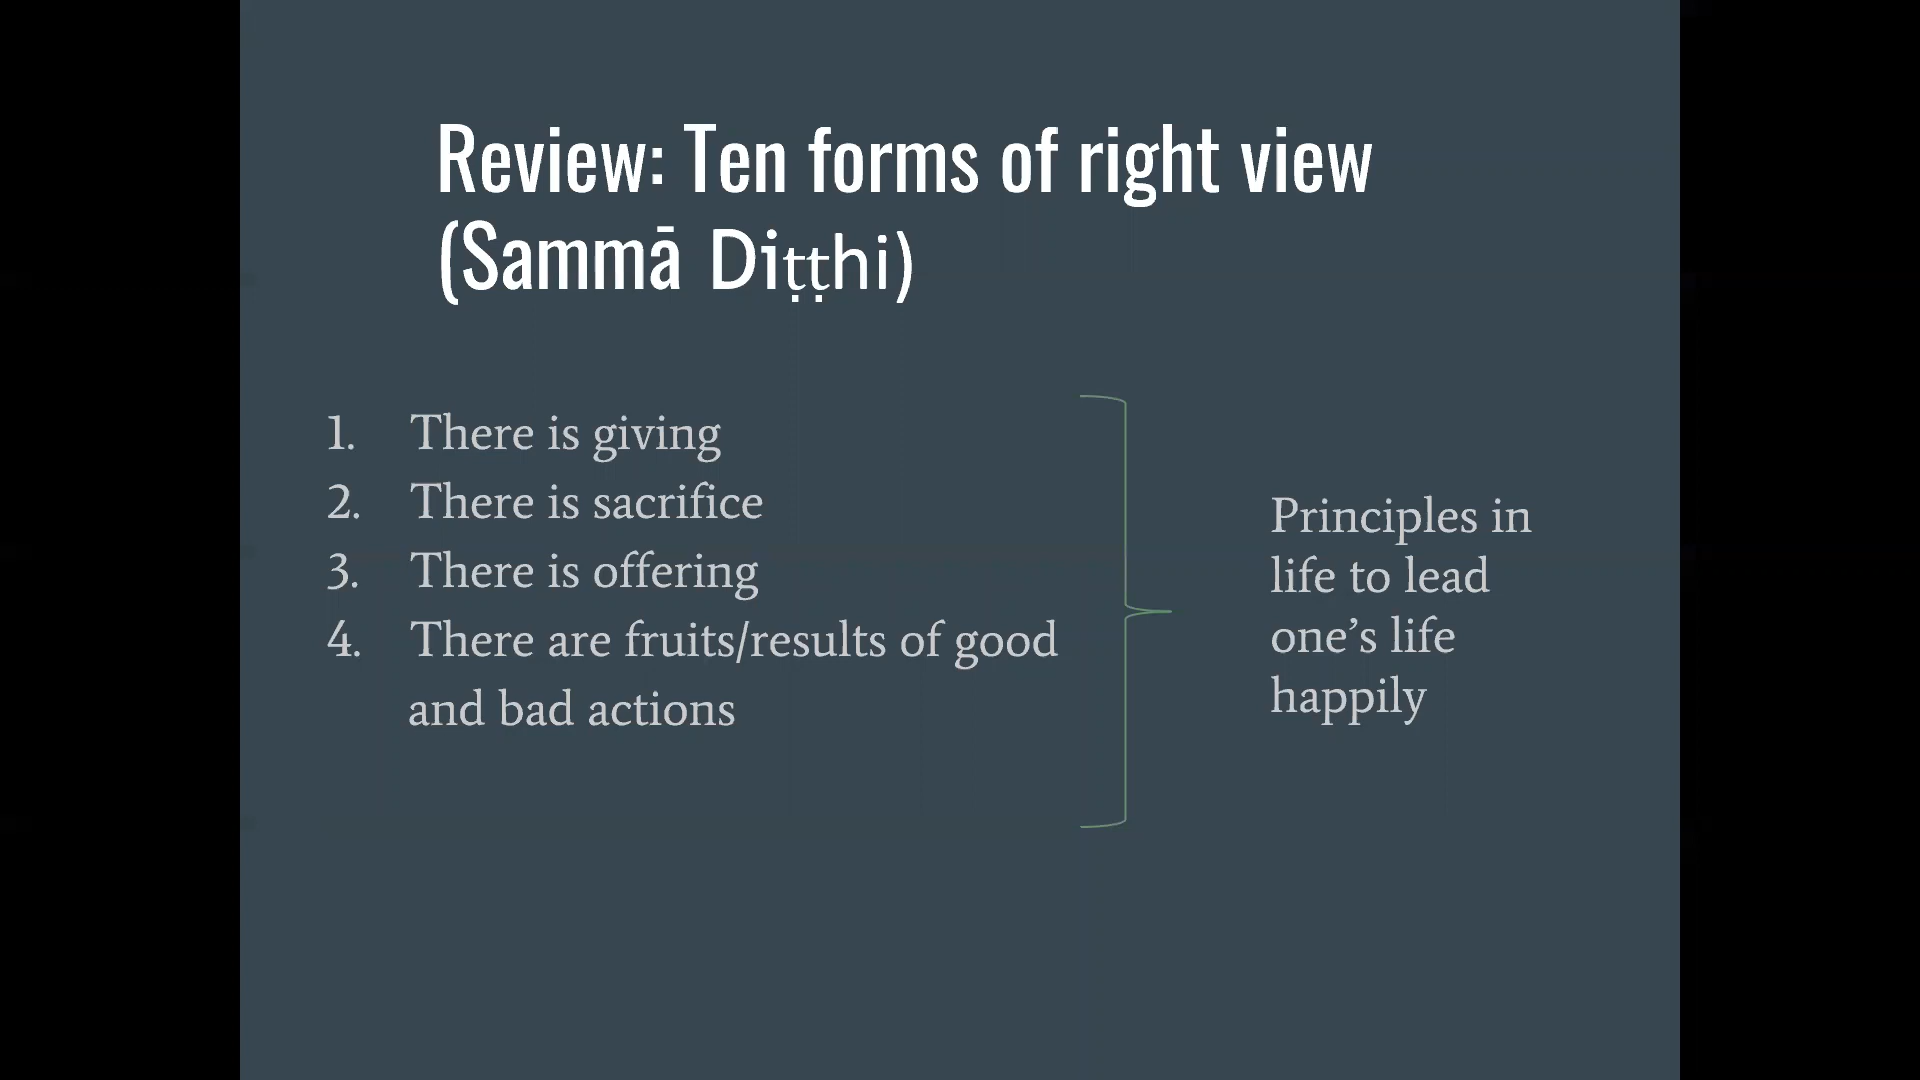 Review: Ten forms of right view
(Sammā Diṭṭhi)
1. There is giving
2. There is sacrifice
3. There is offering
4. There are fruits/results of good
and bad actions
Principles in
life to lead
one’s life
happily